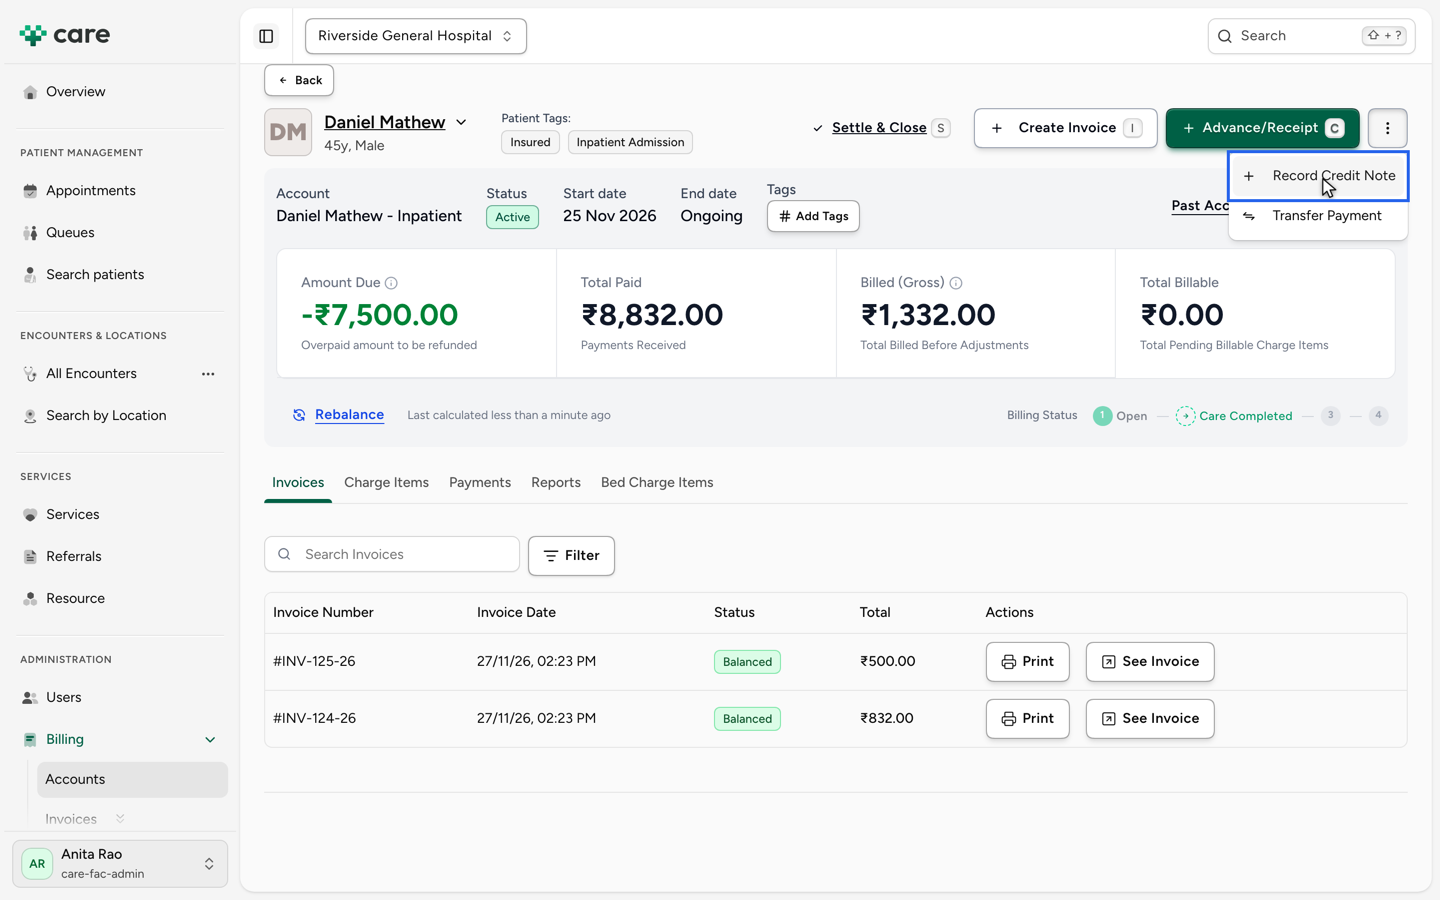 care
Riverside General Hospital
Search
⇧ + ?
Overview
PATIENT MANAGEMENT
Appointments
Queues
Search patients
ENCOUNTERS & LOCATIONS
All Encounters
Search by Location
SERVICES
Services
Referrals
Resource
ADMINISTRATION
Users
Billing
Accounts
Invoices
AR
Anita Rao
care-fac-admin
Back
DM
Daniel Mathew
45y, Male
Patient Tags:
Insured
Inpatient Admission
Settle & Close S
Create Invoice I
Advance/Receipt C
Record Credit Note
Transfer Payment
Account
Daniel Mathew - Inpatient
Status
Active
Start date
25 Nov 2026
End date
Ongoing
Tags
# Add Tags
Past Acc
Amount Due
-₹7,500.00
Overpaid amount to be refunded
Total Paid
₹8,832.00
Payments Received
Billed (Gross)
₹1,332.00
Total Billed Before Adjustments
Total Billable
₹0.00
Total Pending Billable Charge Items
Rebalance
Last calculated less than a minute ago
Billing Status
1 Open
Care Completed
3
4
Invoices
Charge Items
Payments
Reports
Bed Charge Items
Search Invoices
Filter
Invoice Number Invoice Date Status Total Actions
#INV-125-26 27/11/26, 02:23 PM Balanced ₹500.00 Print See Invoice
#INV-124-26 27/11/26, 02:23 PM Balanced ₹832.00 Print See Invoice